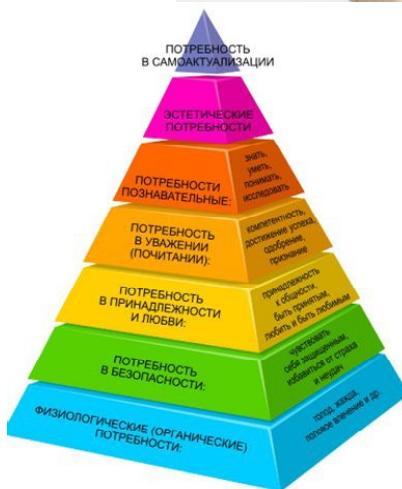 ПОТРЕБНОСТЬ
В САМОАКТУАЛИЗАЦИИ
ЭСТЕТИЧЕСКИЕ
ПОТРЕБНОСТИ
ПОТРЕБНОСТИ
ПОЗНАВАТЕЛЬНЫЕ:
знать,
уметь,
понимать,
исследовать
ПОТРЕБНОСТЬ
В УВАЖЕНИИ
(ПОЧИТАНИИ):
компетентность,
достижение успеха,
одобрение,
признание
ПОТРЕБНОСТЬ
В ПРИНАДЛЕЖНОСТИ
И ЛЮБВИ:
принадлежность
к общности,
быть принятым,
любить и быть любимым
ПОТРЕБНОСТЬ
В БЕЗОПАСНОСТИ:
чувствовать
себя защищенным,
избавиться от страха
и неудач
ФИЗИОЛОГИЧЕСКИЕ (ОРГАНИЧЕСКИЕ)
ПОТРЕБНОСТИ:
голод, жажда,
половое влечение и др.